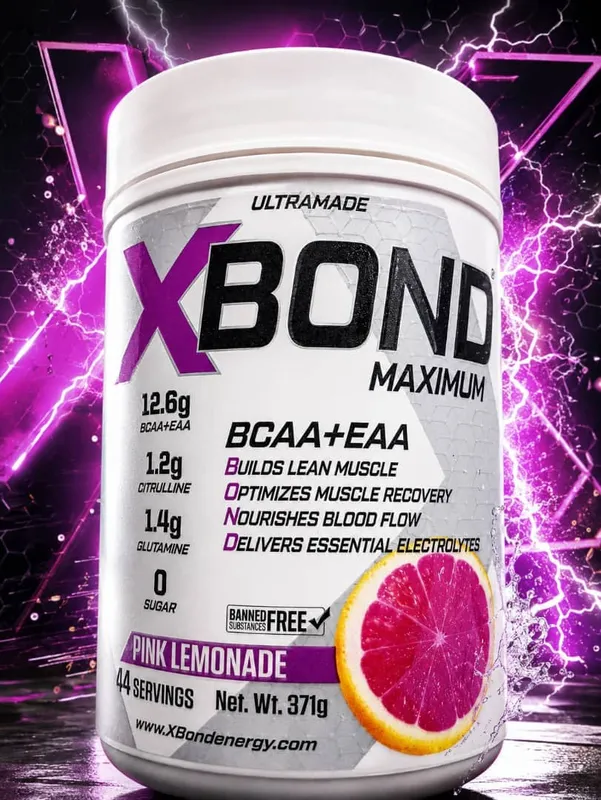 ULTRAMADE
XBOND®
MAXIMUM
12.6g
BCAA+EAA
1.2g
CITRULLINE
1.4g
GLUTAMINE
0
SUGAR
BCAA+EAA
BUILDS LEAN MUSCLE
OPTIMIZES MUSCLE RECOVERY
NOURISHES BLOOD FLOW
DELIVERS ESSENTIAL ELECTROLYTES
BANNED
SUBSTANCES
FREE
PINK LEMONADE
44 SERVINGS
Net. Wt. 371g
www.XBondenergy.com